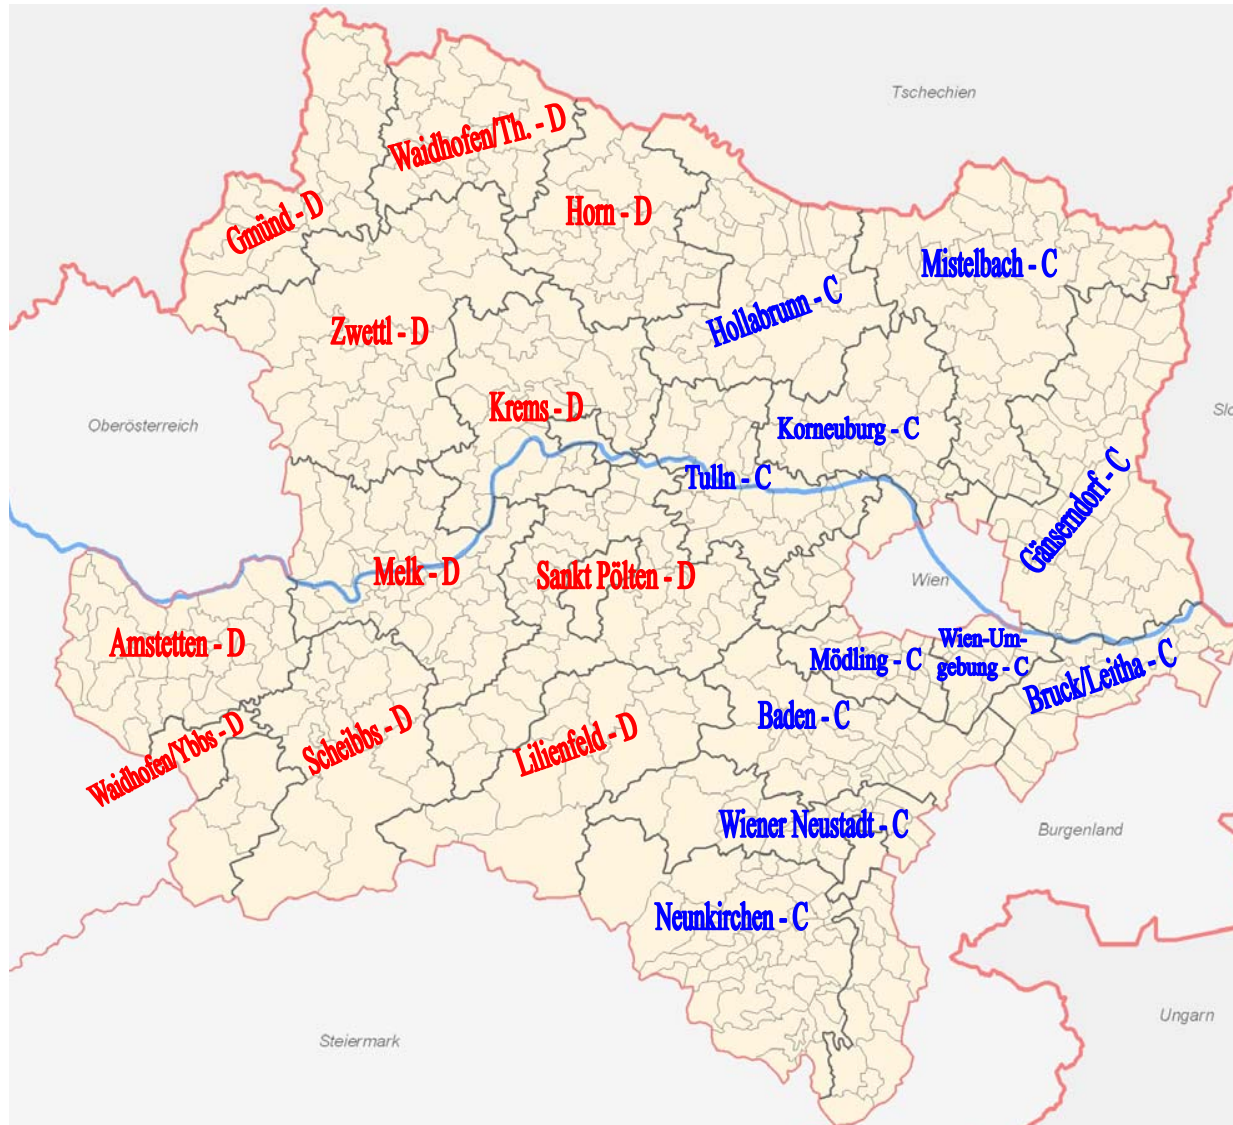 Tschechien
Waidhofen/Th. - D
Gmünd - D
Horn - D
Mistelbach - C
Hollabrunn - C
Zwettl - D
Krems - D
Korneuburg - C
Oberösterreich
Slo
Tulln - C
Gänserndorf - C
Melk - D
Sankt Pölten - D
Wien
Amstetten - D
Mödling - C
Wien-Um-
gebung - C
Bruck/Leitha - C
Baden - C
Waidhofen/Ybbs - D
Scheibbs - D
Lilienfeld - D
Wiener Neustadt - C
Burgenland
Neunkirchen - C
Ungarn
Steiermark